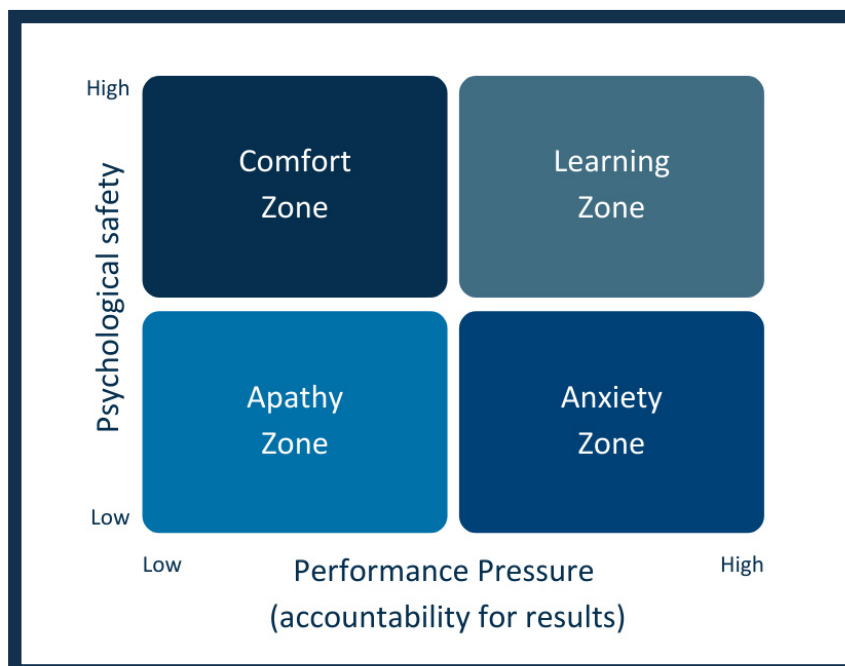 High
Comfort
Zone
Learning
Zone
Psychological safety
Apathy
Zone
Anxiety
Zone
Low
Low
Performance Pressure
(accountability for results)
High